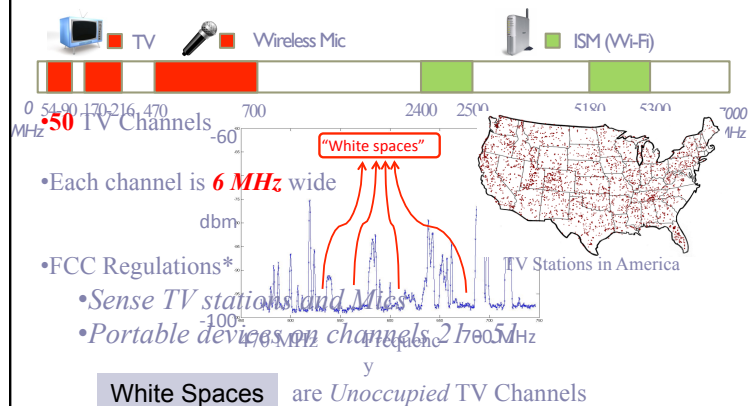 TV
Wireless Mic
ISM (Wi-Fi)
0 54-90 170-216 470 700 2400 2500 5180 5300 7000
MHz
•50 TV Channels
-60
"White spaces"
•Each channel is 6 MHz wide
dbm
•FCC Regulations*
TV Stations in America
•Sense TV stations and Mics
-100
•Portable devices on channels 21 - 51
470 MHz Frequency 700 MHz
White Spaces are Unoccupied TV Channels